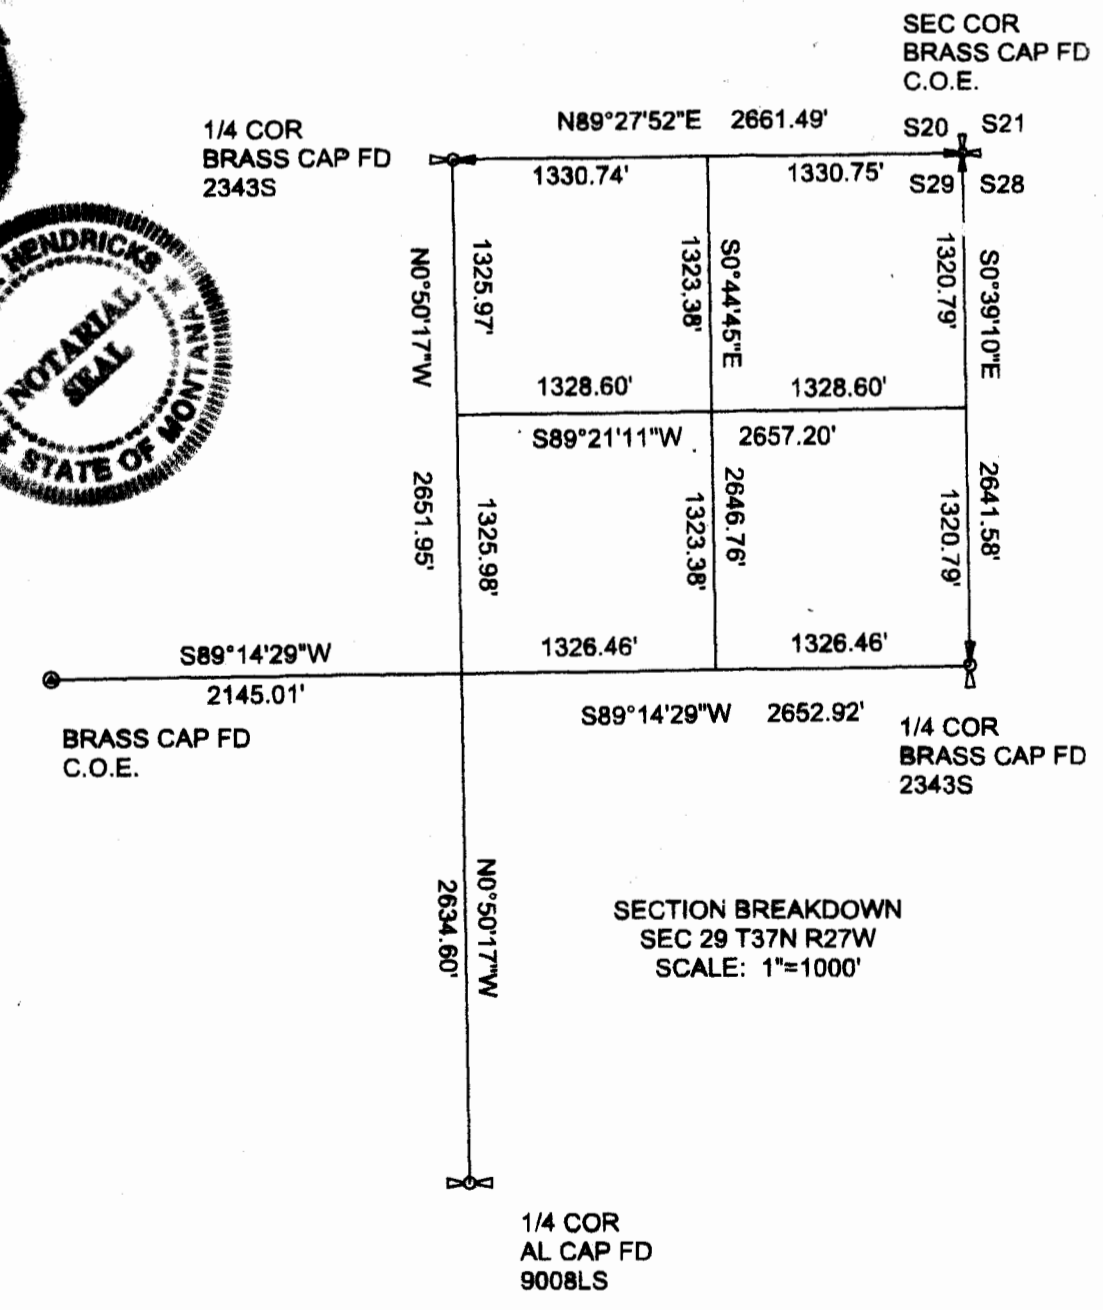 SEC COR
BRASS CAP FD
C.O.E.
1/4 COR
BRASS CAP FD
2343S
N89°27'52"E 2661.49'
S20 S21
1330.74' 1330.75'
S29 S28
HENDRICKS
NOTARIAL
SEAL
STATE OF MONTANA
N0°50'17"W 2651.95'
1325.97'
1323.38'
S0°44'45"E 2646.76'
1320.79'
S0°39'10"E 2641.58'
1328.60' 1328.60'
S89°21'11"W 2657.20'
1325.98'
1323.38'
1320.79'
S89°14'29"W
2145.01'
1326.46' 1326.46'
S89°14'29"W 2652.92'
BRASS CAP FD
C.O.E.
1/4 COR
BRASS CAP FD
2343S
N0°50'17"W
2634.60'
SECTION BREAKDOWN
SEC 29 T37N R27W
SCALE: 1"=1000'
1/4 COR
AL CAP FD
9008LS